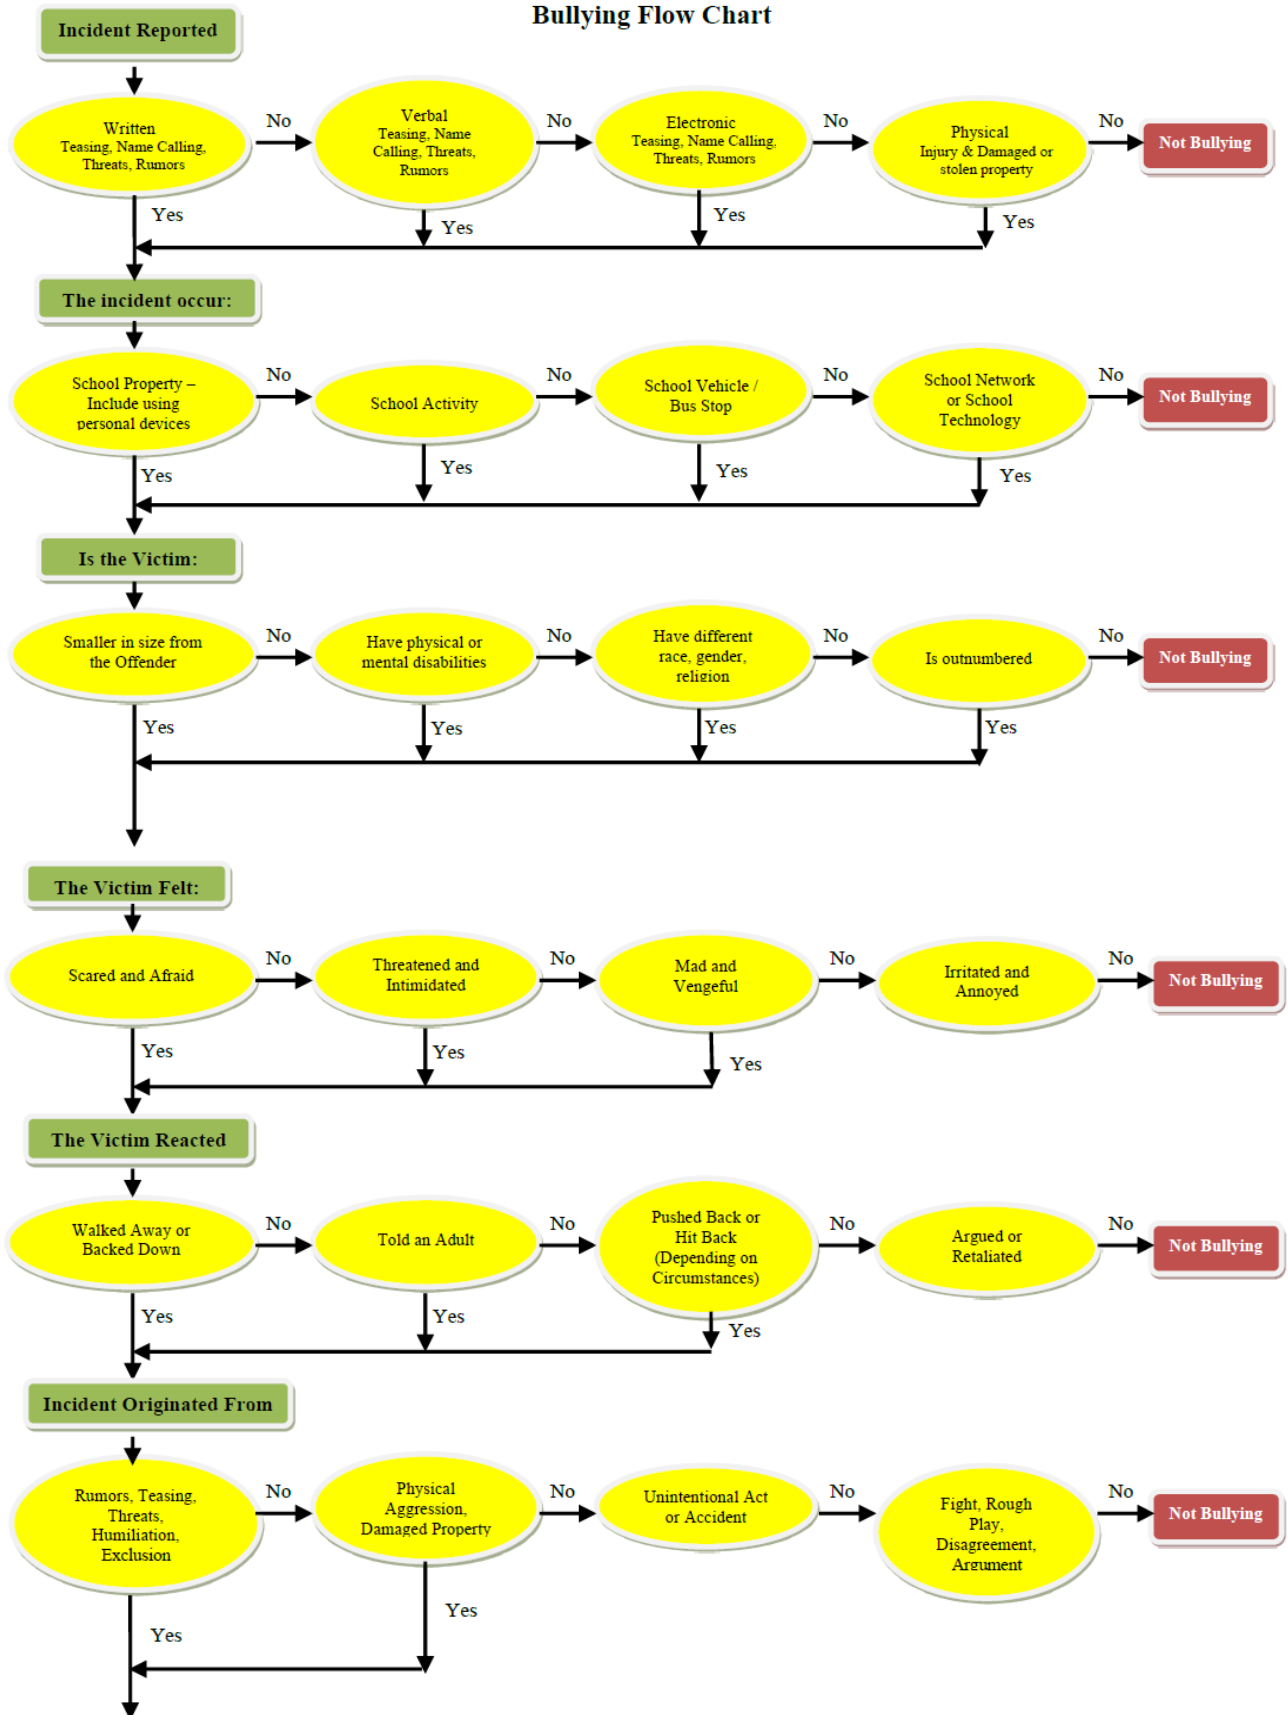 Bullying Flow Chart
Incident Reported
Written
Teasing, Name Calling,
Threats, Rumors
No
Verbal
Teasing, Name
Calling, Threats,
Rumors
No
Electronic
Teasing, Name Calling,
Threats, Rumors
No
Physical
Injury & Damaged or
stolen property
No
Not Bullying
Yes
Yes
Yes
Yes
The incident occur:
School Property –
Include using
personal devices
No
School Activity
No
School Vehicle /
Bus Stop
No
School Network
or School
Technology
No
Not Bullying
Yes
Yes
Yes
Yes
Is the Victim:
Smaller in size from
the Offender
No
Have physical or
mental disabilities
No
Have different
race, gender,
religion
No
Is outnumbered
No
Not Bullying
Yes
Yes
Yes
Yes
The Victim Felt:
Scared and Afraid
No
Threatened and
Intimidated
No
Mad and
Vengeful
No
Irritated and
Annoyed
No
Not Bullying
Yes
Yes
Yes
The Victim Reacted
Walked Away or
Backed Down
No
Told an Adult
No
Pushed Back or
Hit Back
(Depending on
Circumstances)
No
Argued or
Retaliated
No
Not Bullying
Yes
Yes
Yes
Incident Originated From
Rumors, Teasing,
Threats,
Humiliation,
Exclusion
No
Physical
Aggression,
Damaged Property
No
Unintentional Act
or Accident
No
Fight, Rough
Play,
Disagreement,
Argument
No
Not Bullying
Yes
Yes